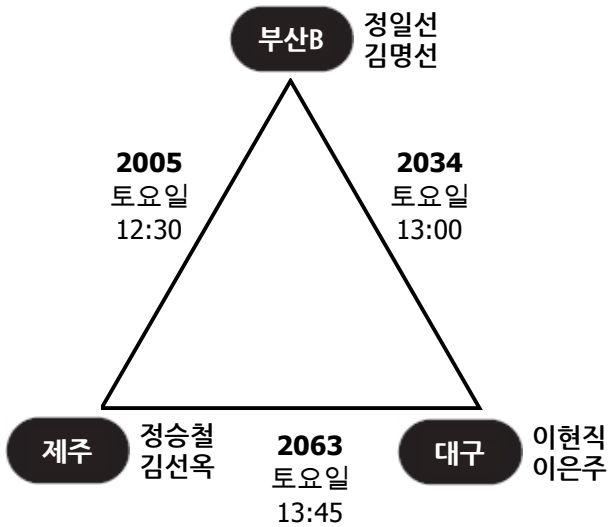 부산B
정일선
김명선
2005
토요일
12:30
2034
토요일
13:00
제주
정승철
김선옥
2063
토요일
13:45
대구
이현직
이은주